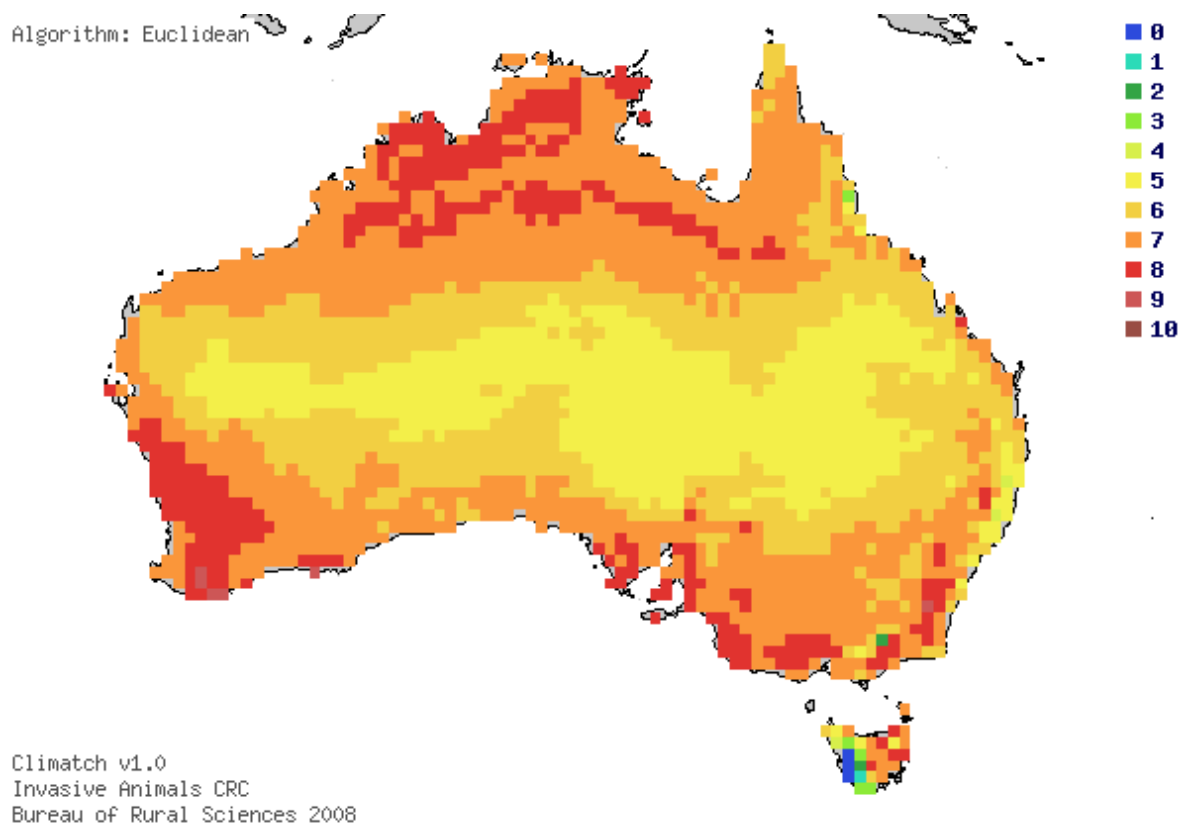 Algorithm: Euclidean
0
1
2
3
4
5
6
7
8
9
10
Climatch v1.0
Invasive Animals CRC
Bureau of Rural Sciences 2008